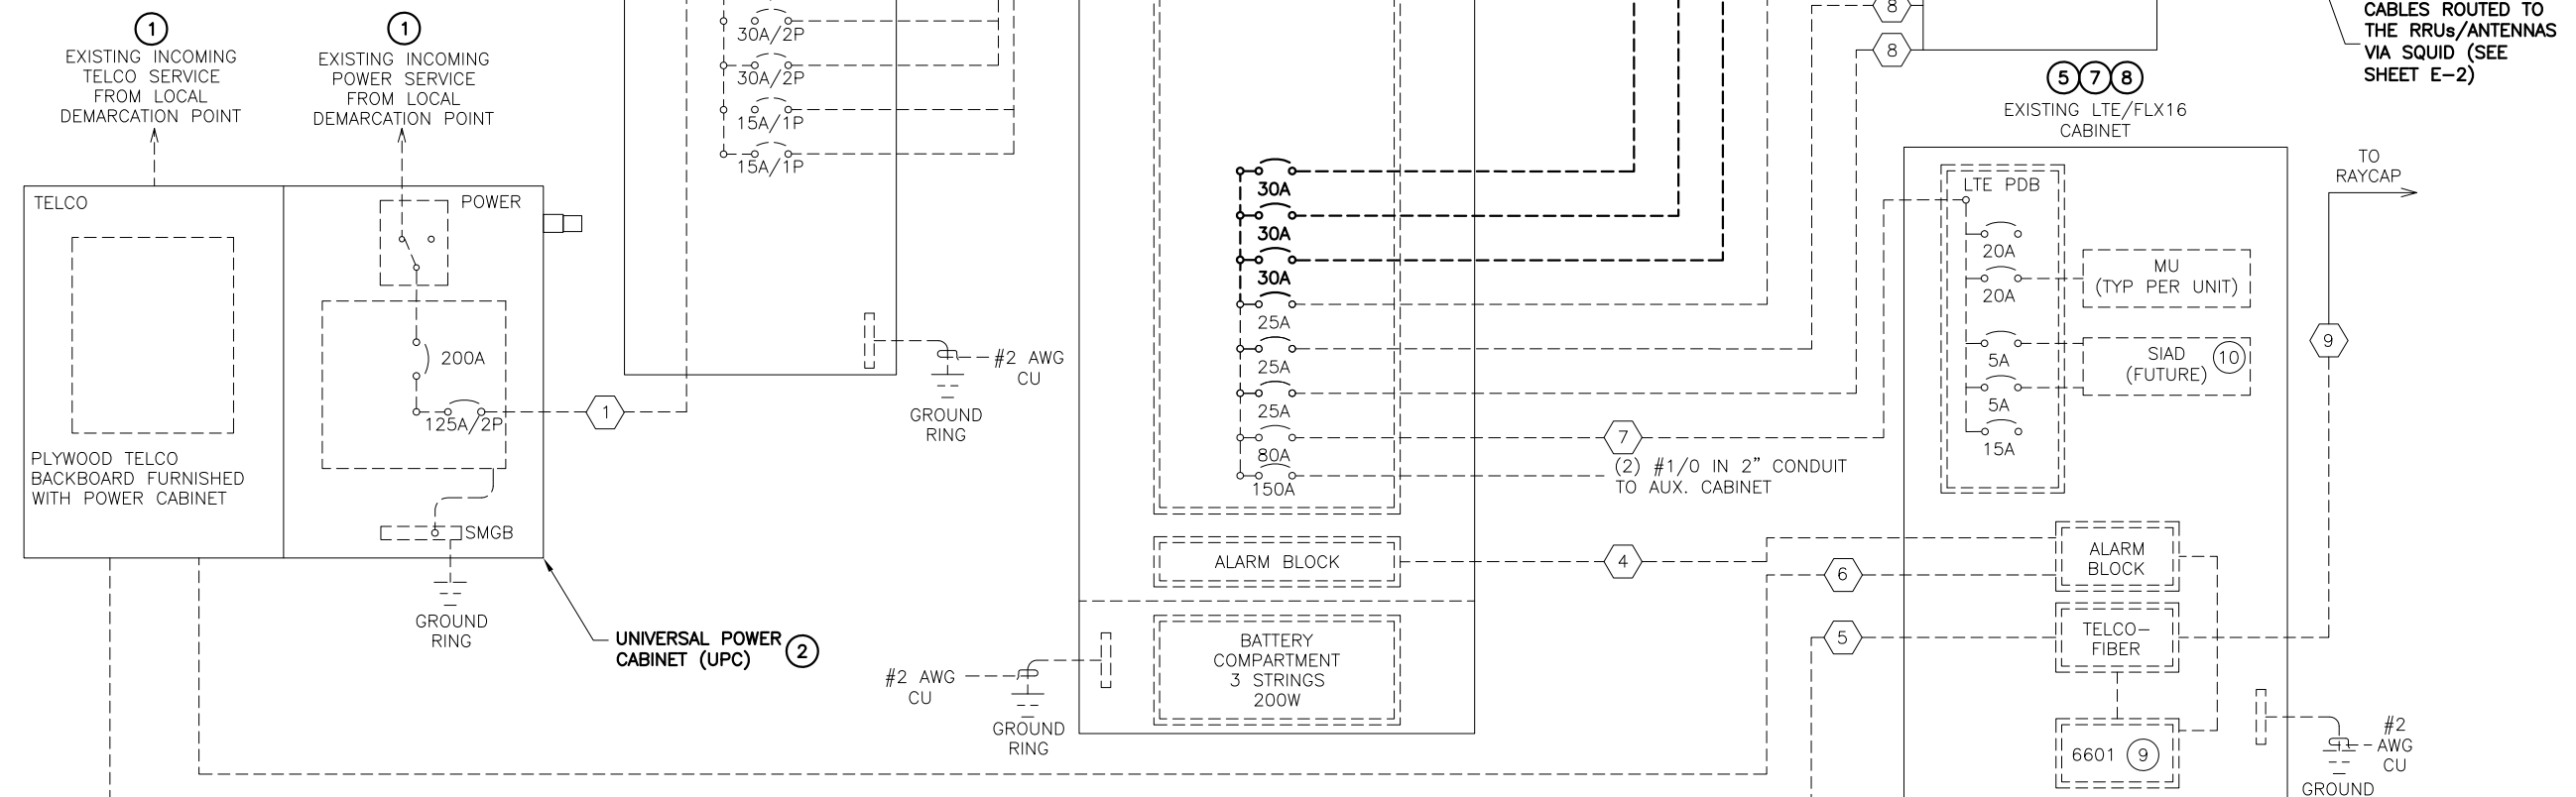 1
EXISTING INCOMING
TELCO SERVICE
FROM LOCAL
DEMARCATION POINT
1
EXISTING INCOMING
POWER SERVICE
FROM LOCAL
DEMARCATION POINT
TELCO
POWER
200A
125A/2P
PLYWOOD TELCO
BACKBOARD FURNISHED
WITH POWER CABINET
SMGB
GROUND
RING
UNIVERSAL POWER
CABINET (UPC)
2
1
30A/2P
30A/2P
15A/1P
15A/1P
#2 AWG
CU
GROUND
RING
30A
30A
30A
25A
25A
25A
80A
150A
7
(2) #1/0 IN 2" CONDUIT
TO AUX. CABINET
ALARM BLOCK
4
BATTERY
COMPARTMENT
3 STRINGS
200W
#2 AWG
CU
GROUND
RING
8
8
6
5
CABLES ROUTED TO
THE RRUs/ANTENNAS
VIA SQUID (SEE
SHEET E-2)
5 7 8
EXISTING LTE/FLX16
CABINET
LTE PDB
20A
20A
5A
5A
15A
MU
(TYP PER UNIT)
SIAD
(FUTURE)
10
TO
RAYCAP
9
ALARM
BLOCK
TELCO-
FIBER
6601 9
#2
AWG
CU
GROUND